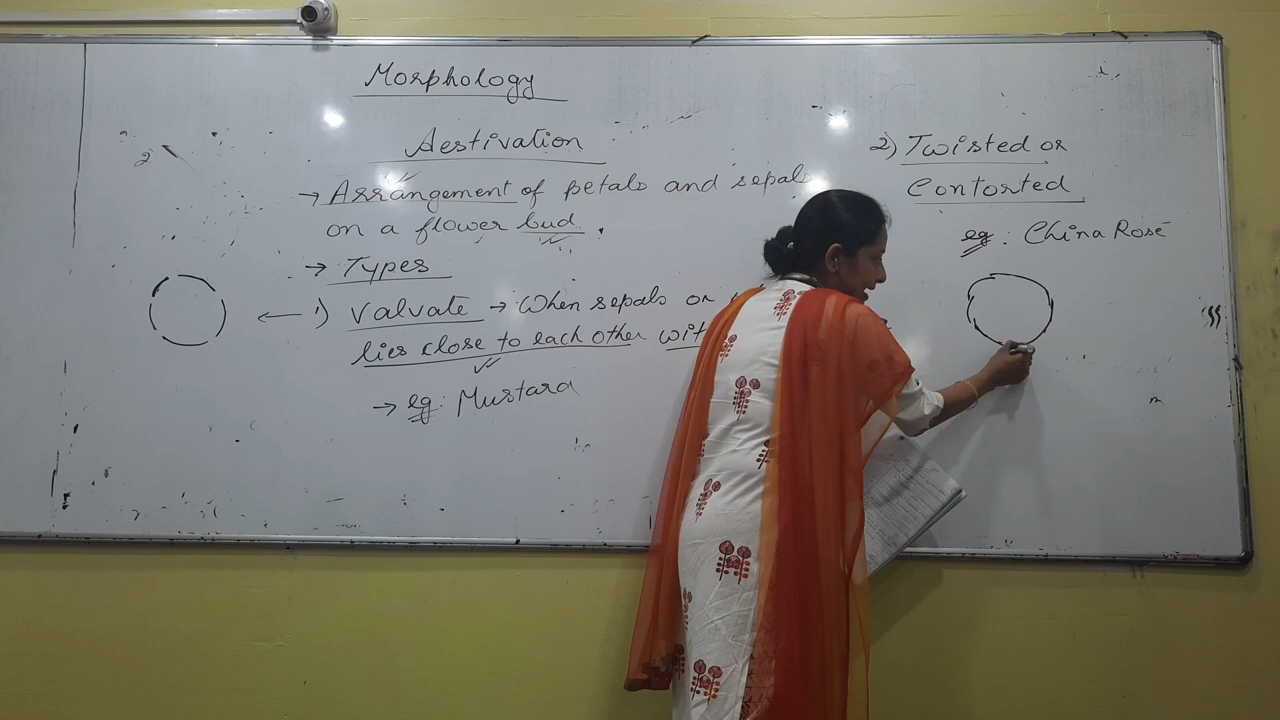 Morphology
Aestivation
→ Arrangement of petals and sepals
on a flower bud.
→ Types
← 1) Valvate → When sepals or
lies close to each other
→ eg: Mustard
2) Twisted or
Contorted
eg: China Rose